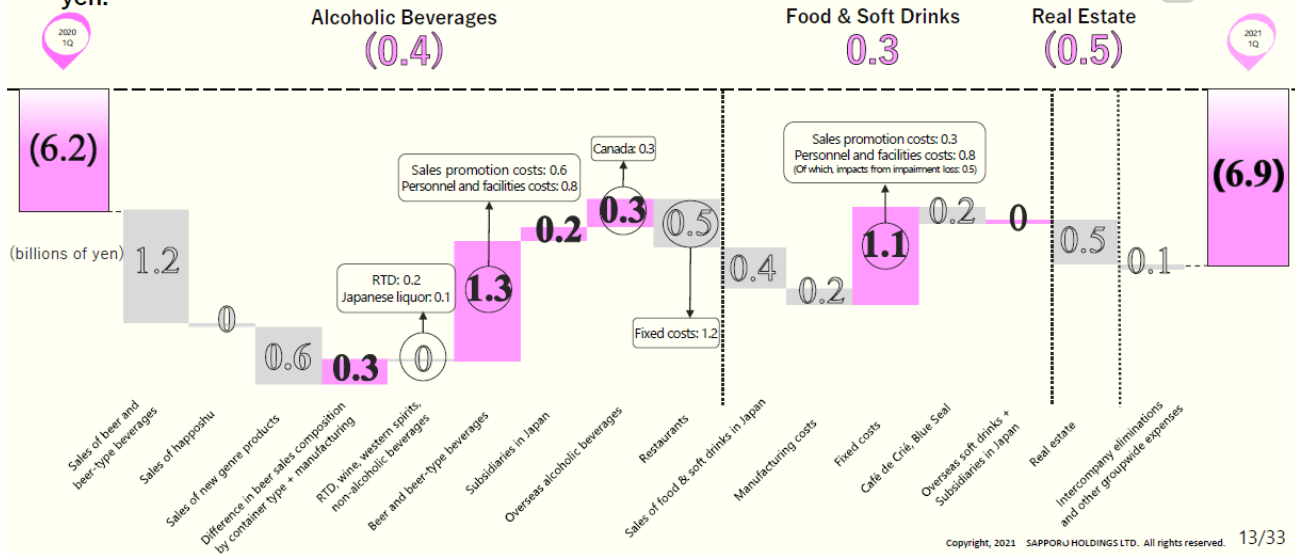 yen.
2020
1Q
Alcoholic Beverages
(0.4)
Food & Soft Drinks
0.3
Real Estate
(0.5)
2021
1Q
(6.2)
(billions of yen)
1.2
0
0.6
0.3
RTD: 0.2
Japanese liquor: 0.1
0
Sales promotion costs: 0.6
Personnel and facilities costs: 0.8
1.3
0.2
Canada: 0.3
0.3
0.5
Fixed costs: 1.2
0.4
0.2
Sales promotion costs: 0.3
Personnel and facilities costs: 0.8
(Of which, impacts from impairment loss: 0.5)
1.1
0.2
0
0.5
0.1
(6.9)
Sales of beer and
beer-type beverages
Sales of happoshu
Sales of new genre products
Difference in beer sales composition
by container type + manufacturing
RTD, wine, western spirits,
non-alcoholic beverages
Beer and beer-type beverages
Subsidiaries in Japan
Overseas alcoholic beverages
Restaurants
Sales of food & soft drinks in Japan
Manufacturing costs
Fixed costs
Café de Crié, Blue Seal
Overseas soft drinks +
Subsidiaries in Japan
Real estate
Intercompany eliminations
and other groupwide expenses
Copyright, 2021 SAPPORO HOLDINGS LTD. All rights reserved.
13/33